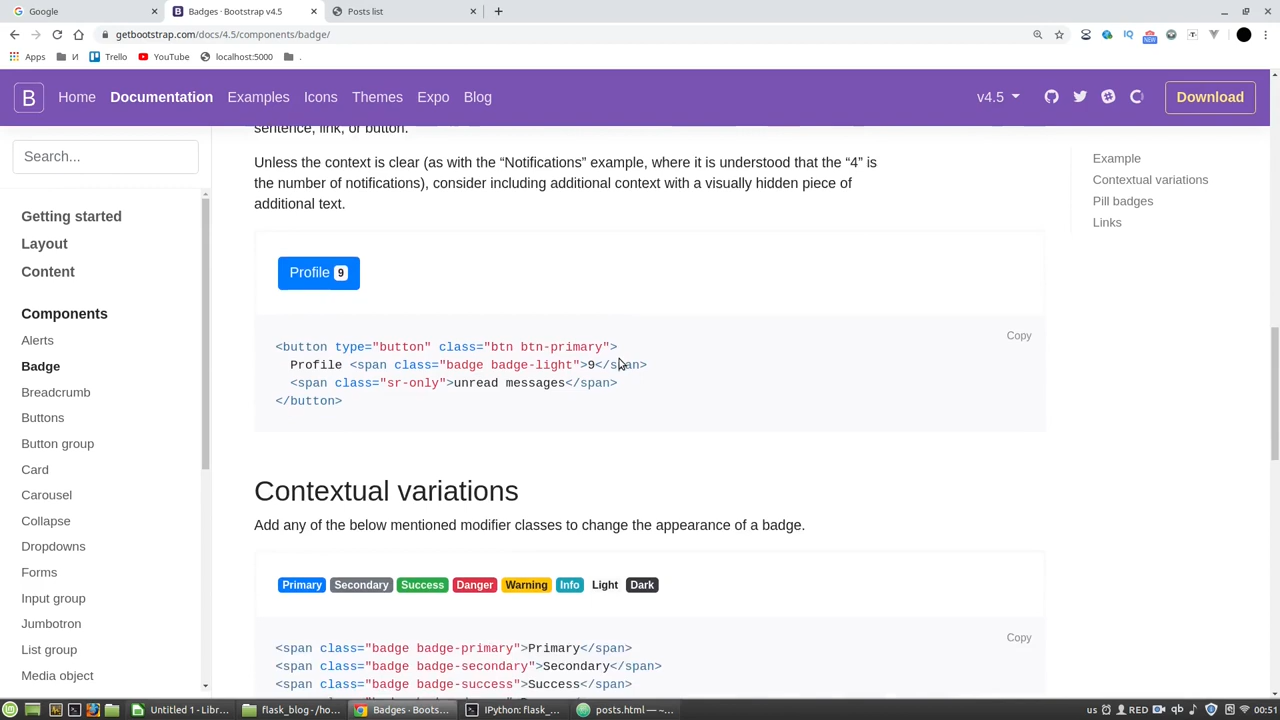 Google
Badges · Bootstrap v4.5
Posts list
getbootstrap.com/docs/4.5/components/badge/
Apps
И
Trello
YouTube
localhost:5000
.
B
Home
Documentation
Examples
Icons
Themes
Expo
Blog
v4.5
Download
Search...
Getting started
Layout
Content
Components
Alerts
Badge
Breadcrumb
Buttons
Button group
Card
Carousel
Collapse
Dropdowns
Forms
Input group
Jumbotron
List group
Media object
sentence, link, or button.
Unless the context is clear (as with the “Notifications” example, where it is understood that the “4” is
the number of notifications), consider including additional context with a visually hidden piece of
additional text.
Profile 9
Copy
<button type="button" class="btn btn-primary">
Profile <span class="badge badge-light">9</span>
<span class="sr-only">unread messages</span>
</button>
Contextual variations
Add any of the below mentioned modifier classes to change the appearance of a badge.
Primary Secondary Success Danger Warning Info Light Dark
Copy
<span class="badge badge-primary">Primary</span>
<span class="badge badge-secondary">Secondary</span>
<span class="badge badge-success">Success</span>
Example
Contextual variations
Pill badges
Links
Untitled 1 - Libr...
flask_blog - /ho...
Badges - Boots...
IPython: flask_...
posts.html — ~...
us
RED
00:51